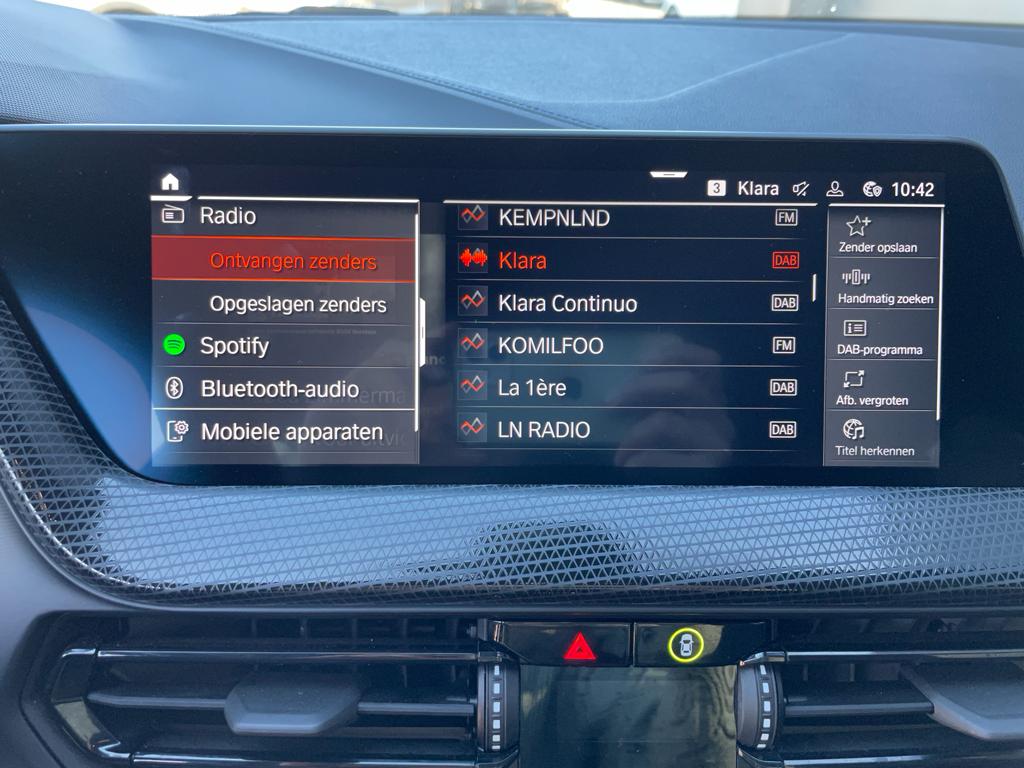 3 Klara 10:42
Radio
Ontvangen zenders
Opgeslagen zenders
Spotify
Bluetooth-audio
Mobiele apparaten
KEMPNLND FM
Klara DAB
Klara Continuo DAB
KOMILFOO FM
La 1ère DAB
LN RADIO DAB
Zender opslaan
Handmatig zoeken
DAB-programma
Afb. vergroten
Titel herkennen